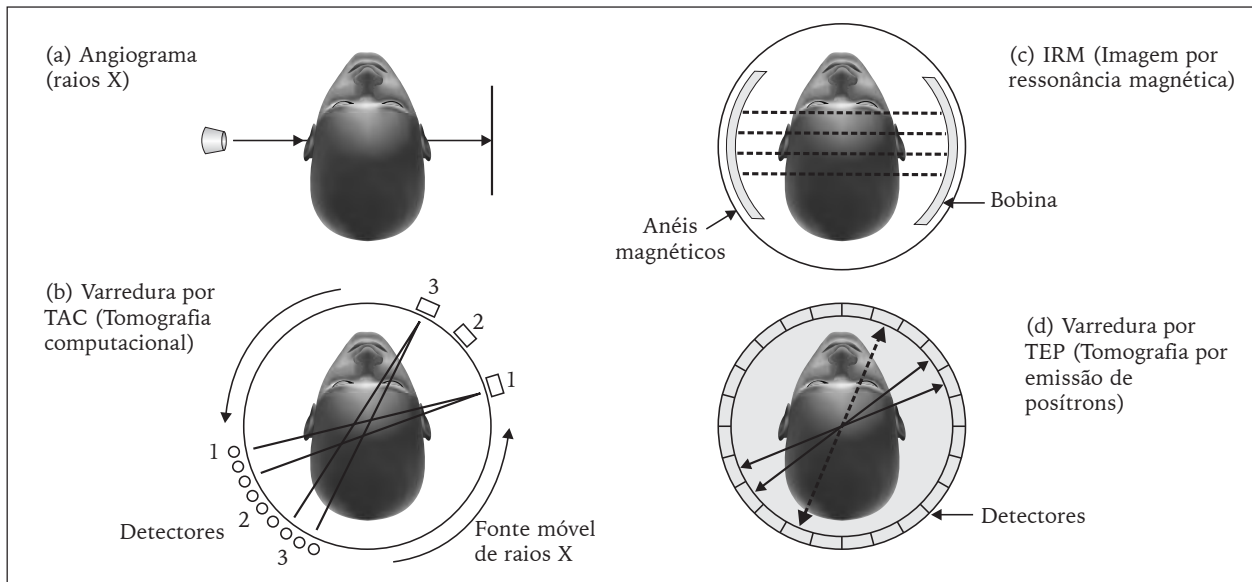 (a) Angiograma
(raios X)
(c) IRM (Imagem por
ressonância magnética)
Anéis
magnéticos
Bobina
(b) Varredura por
TAC (Tomografia
computacional)
3
2
1
1
2
3
Detectores
Fonte móvel
de raios X
(d) Varredura por
TEP (Tomografia por
emissão de
posítrons)
Detectores